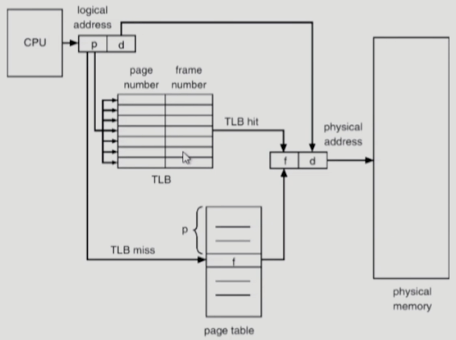 logical
address
CPU
p d
page
number
frame
number
TLB hit
physical
address
f d
TLB
p
TLB miss
f
physical
memory
page table